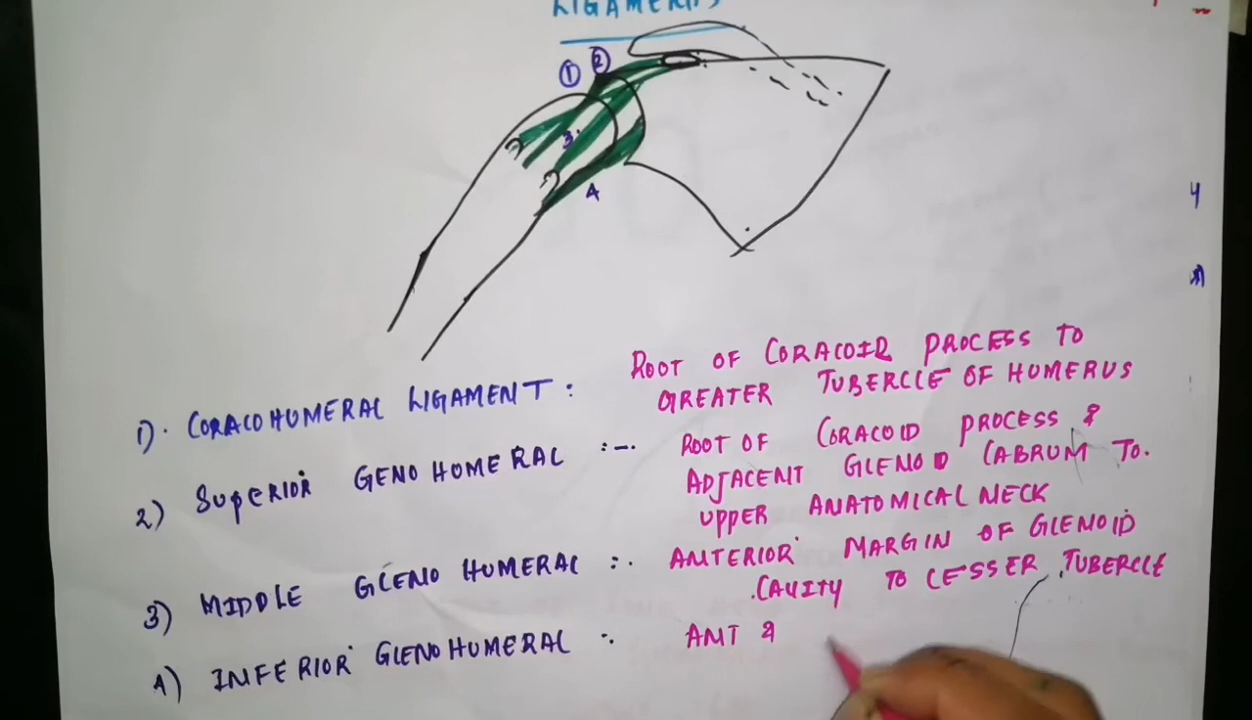 LIGAMENTS
① ②
3.
4
4
1). CORACOHUMERAL LIGAMENT : ROOT OF CORACOID PROCESS TO
GREATER TUBERCLE OF HUMERUS
2) SUPERIOR GENOHOMERAL :-. ROOT OF CORACOID PROCESS &
ADJACENT GLENOID LABRUM TO.
UPPER ANATOMICAL NECK
3) MIDDLE GLENO HUMERAL :. ANTERIOR MARGIN OF GLENOID
.CAVITY TO LESSER .TUBERCLE
4) INFERIOR GLENOHUMERAL :. ANT &